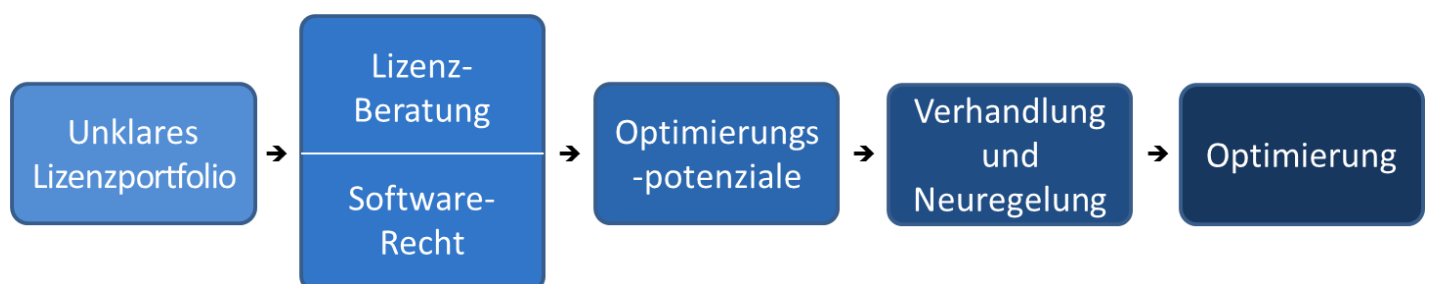 Unklares
Lizenzportfolio
Lizenz-
Beratung
Software-
Recht
Optimierungs
-potenziale
Verhandlung
und
Neuregelung
Optimierung